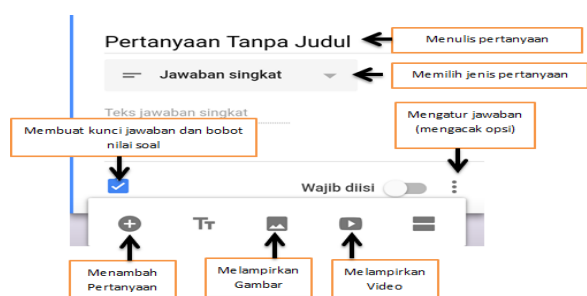 Pertanyaan Tanpa Judul
Menulis pertanyaan
Jawaban singkat
Memilih jenis pertanyaan
Teks jawaban singkat
Membuat kunci jawaban dan bobot
nilai soal
Mengatur jawaban
(mengacak opsi)
Wajib diisi
Tт
Menambah
Pertanyaan
Melampirkan
Gambar
Melampirkan
Video